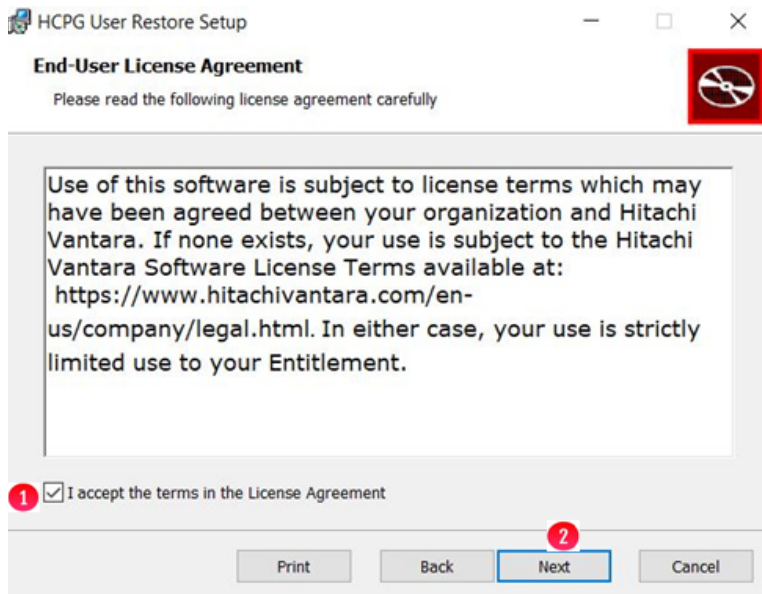 HCPG User Restore Setup
End-User License Agreement
Please read the following license agreement carefully
Use of this software is subject to license terms which may
have been agreed between your organization and Hitachi
Vantara. If none exists, your use is subject to the Hitachi
Vantara Software License Terms available at:
https://www.hitachivantara.com/en-
us/company/legal.html. In either case, your use is strictly
limited use to your Entitlement.
1 I accept the terms in the License Agreement
2
Print Back Next Cancel